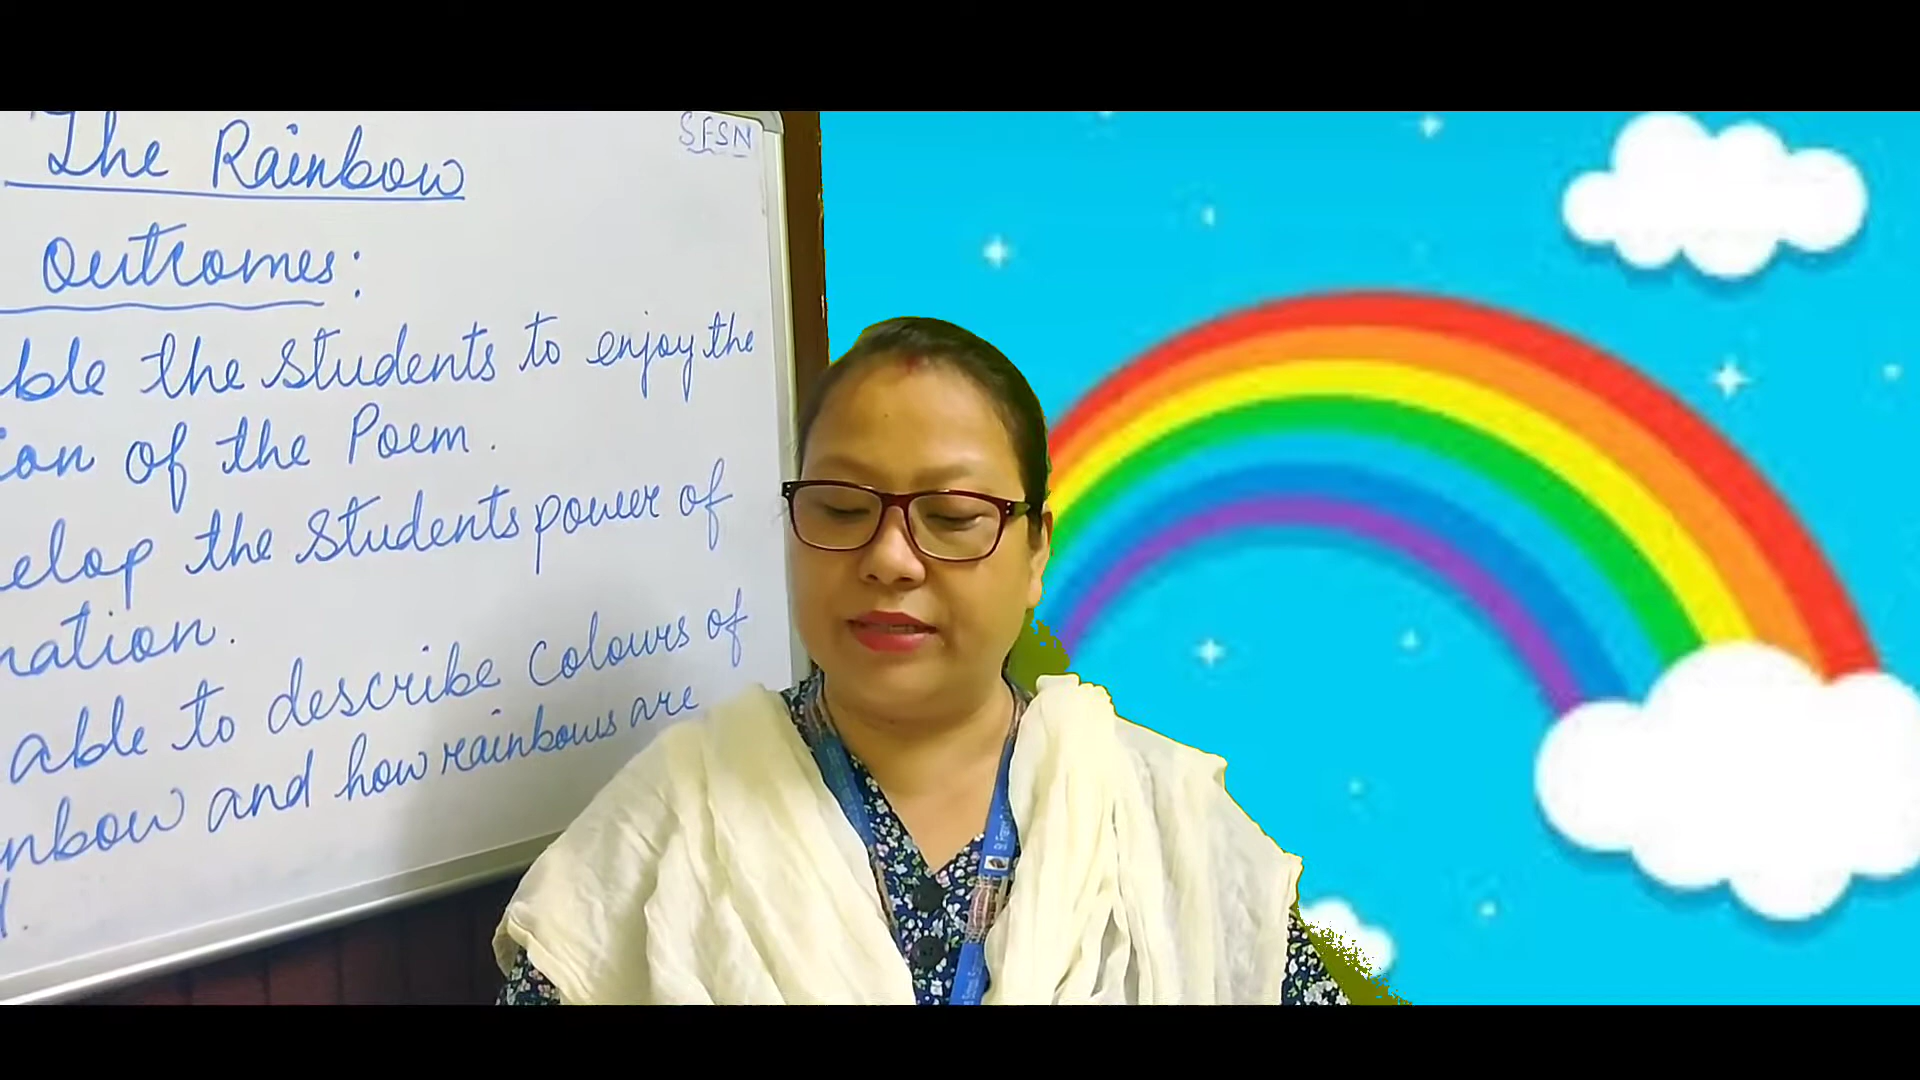 The Rainbow
SFSN
Outcomes:
ble the students to enjoy the
ion of the Poem.
elop the students power of
nation.
able to describe colours of
nbow and how rainbows are
d.